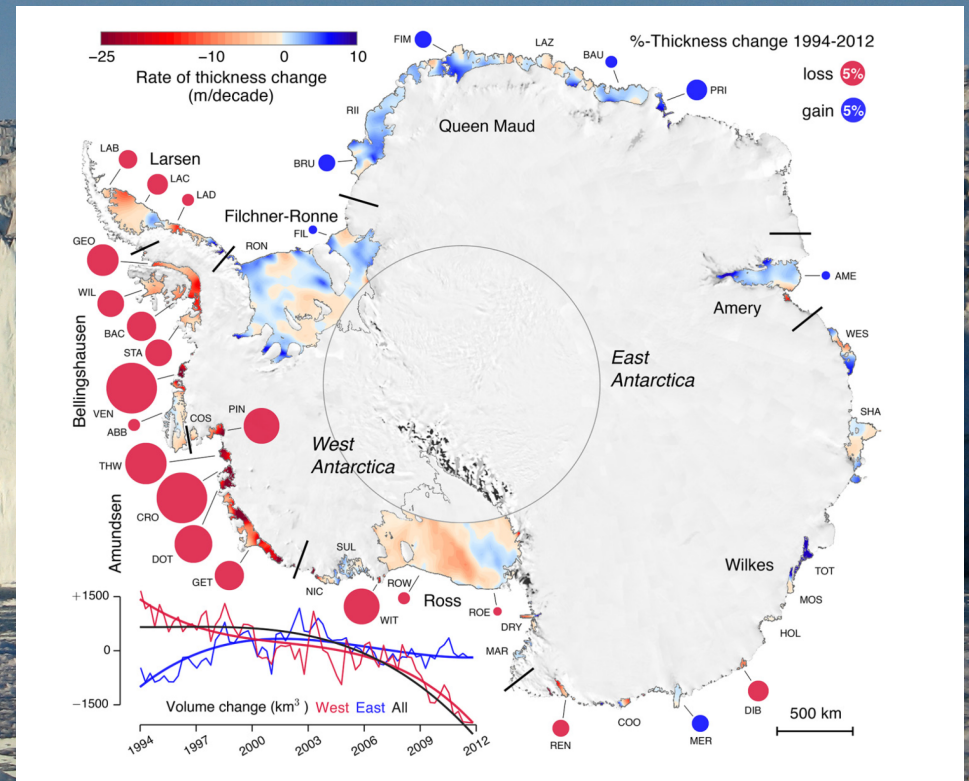 −25
−10
0
10
Rate of thickness change
(m/decade)
%-Thickness change 1994-2012
loss 5%
gain 5%
FIM
LAZ
BAU
PRI
RII
Queen Maud
BRU
LAB
Larsen
LAC
LAD
Filchner-Ronne
FIL
GEO
RON
WIL
AME
BAC
Amery
STA
WES
Bellingshausen
East
Antarctica
VEN
ABB
COS
PIN
SHA
West
Antarctica
THW
CRO
DOT
Amundsen
GET
SUL
NIC
ROW
WIT
Ross
ROE
Wilkes
TOT
MOS
HOL
DRY
MAR
DIB
500 km
REN
COO
MER
+1500
0
−1500
Volume change (km³ ) West East All
1994
1997
2000
2003
2006
2009
2012